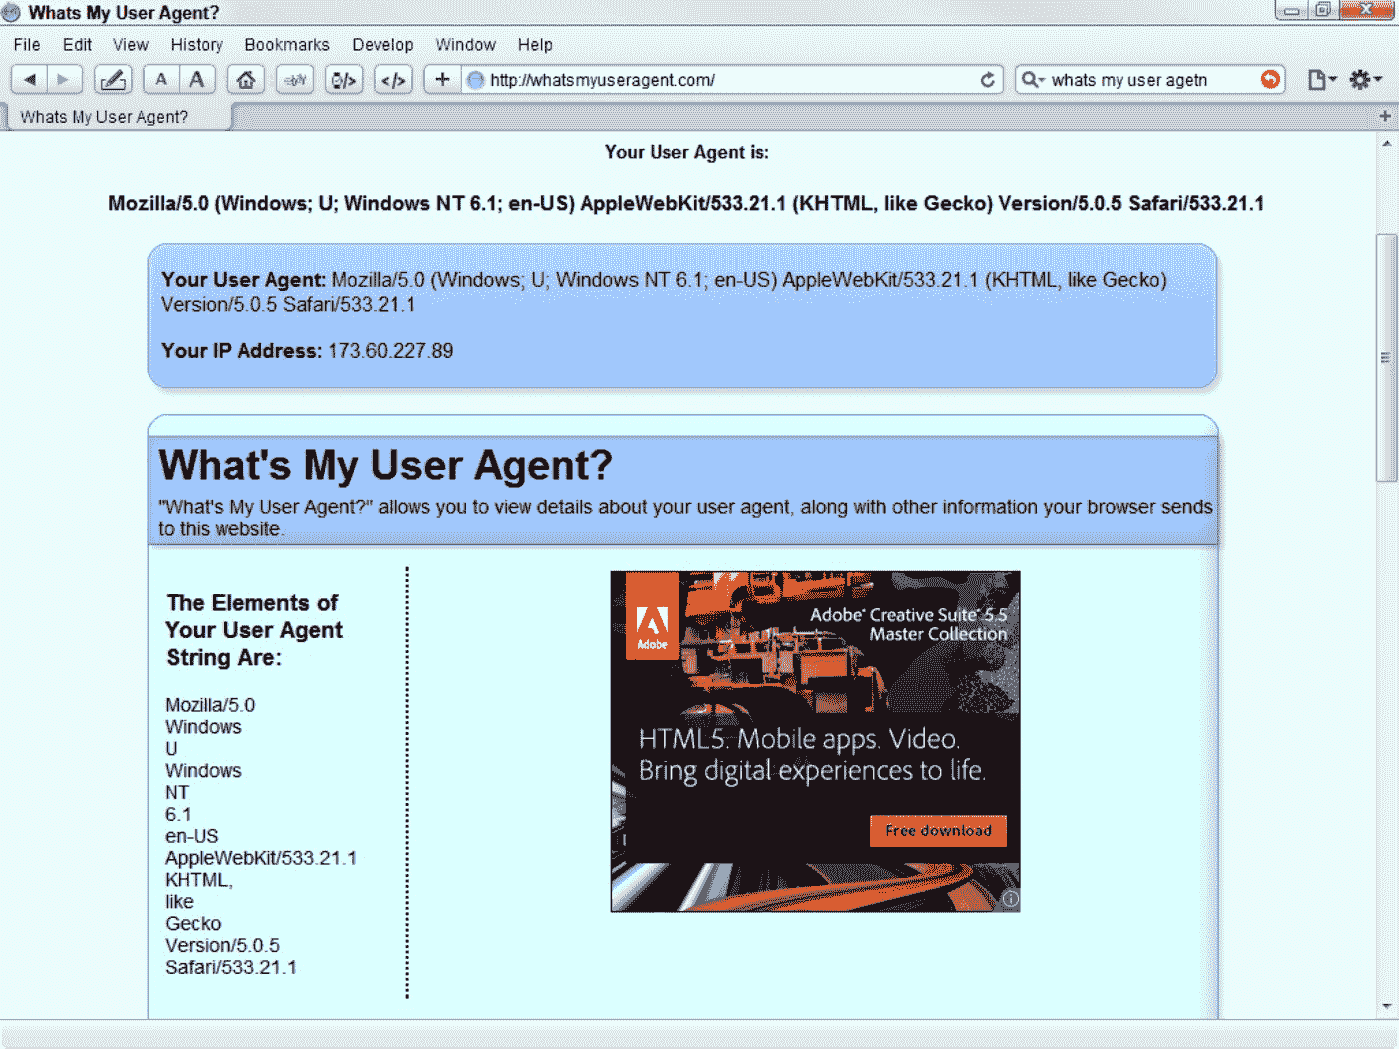 Whats My User Agent?
File Edit View History Bookmarks Develop Window Help
A A </> + http://whatsmyuseragent.com/ whats my user agetn
Whats My User Agent?
Your User Agent is:
Mozilla/5.0 (Windows; U; Windows NT 6.1; en-US) AppleWebKit/533.21.1 (KHTML, like Gecko) Version/5.0.5 Safari/533.21.1
Your User Agent: Mozilla/5.0 (Windows; U; Windows NT 6.1; en-US) AppleWebKit/533.21.1 (KHTML, like Gecko)
Version/5.0.5 Safari/533.21.1
Your IP Address: 173.60.227.89
What's My User Agent?
"What's My User Agent?" allows you to view details about your user agent, along with other information your browser sends
to this website.
The Elements of
Your User Agent
String Are:
Mozilla/5.0
Windows
U
Windows
NT
6.1
en-US
AppleWebKit/533.21.1
KHTML,
like
Gecko
Version/5.0.5
Safari/533.21.1
Adobe
Adobe® Creative Suite® 5.5
Master Collection
HTML5. Mobile apps. Video.
Bring digital experiences to life.
Free download